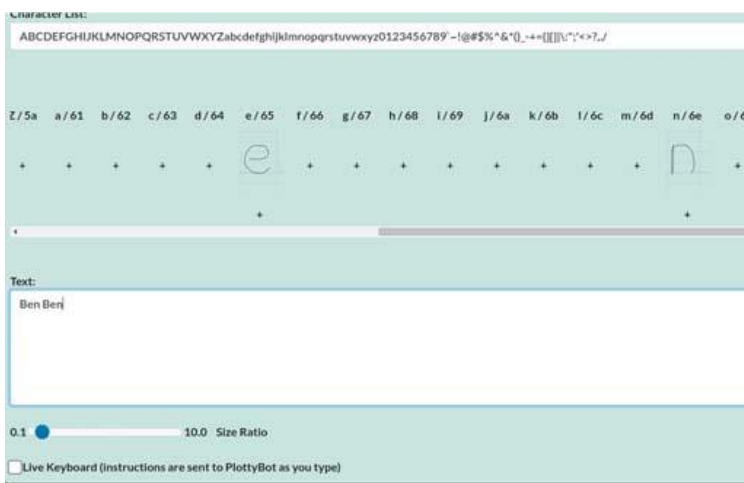 Character List:
ABCDEFGHIJKLMNOPQRSTUVWXYZabcdefghijklmnopqrstuvwxyz0123456789`~!@#$%^&*()_-+={}[]|\:";'<>?,./
Z/5a a/61 b/62 c/63 d/64 e/65 f/66 g/67 h/68 i/69 j/6a k/6b l/6c m/6d n/6e
+ + + + + e + + + + + + + + n +
+ +
Text:
Ben Ben
0.1 10.0 Size Ratio
Live Keyboard (instructions are sent to PlottyBot as you type)